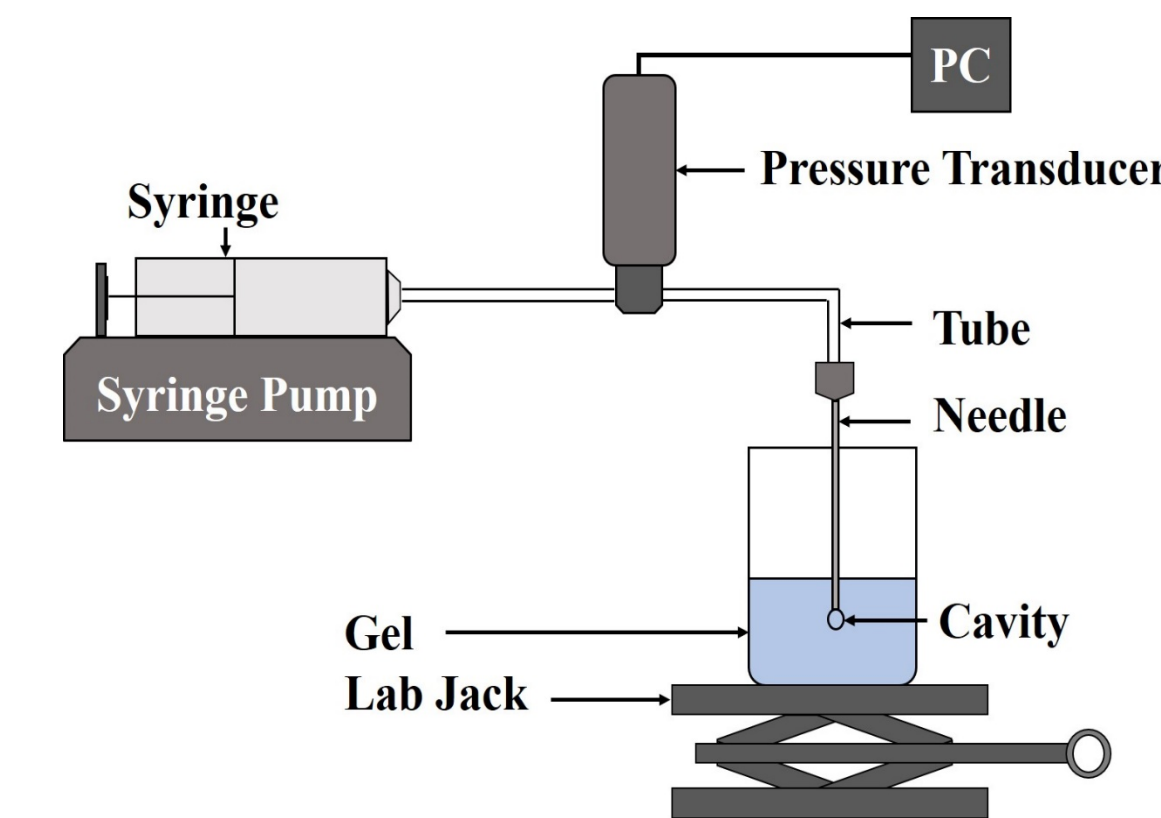 PC
Pressure Transducer
Syringe
Tube
Syringe Pump
Needle
Cavity
Gel
Lab Jack